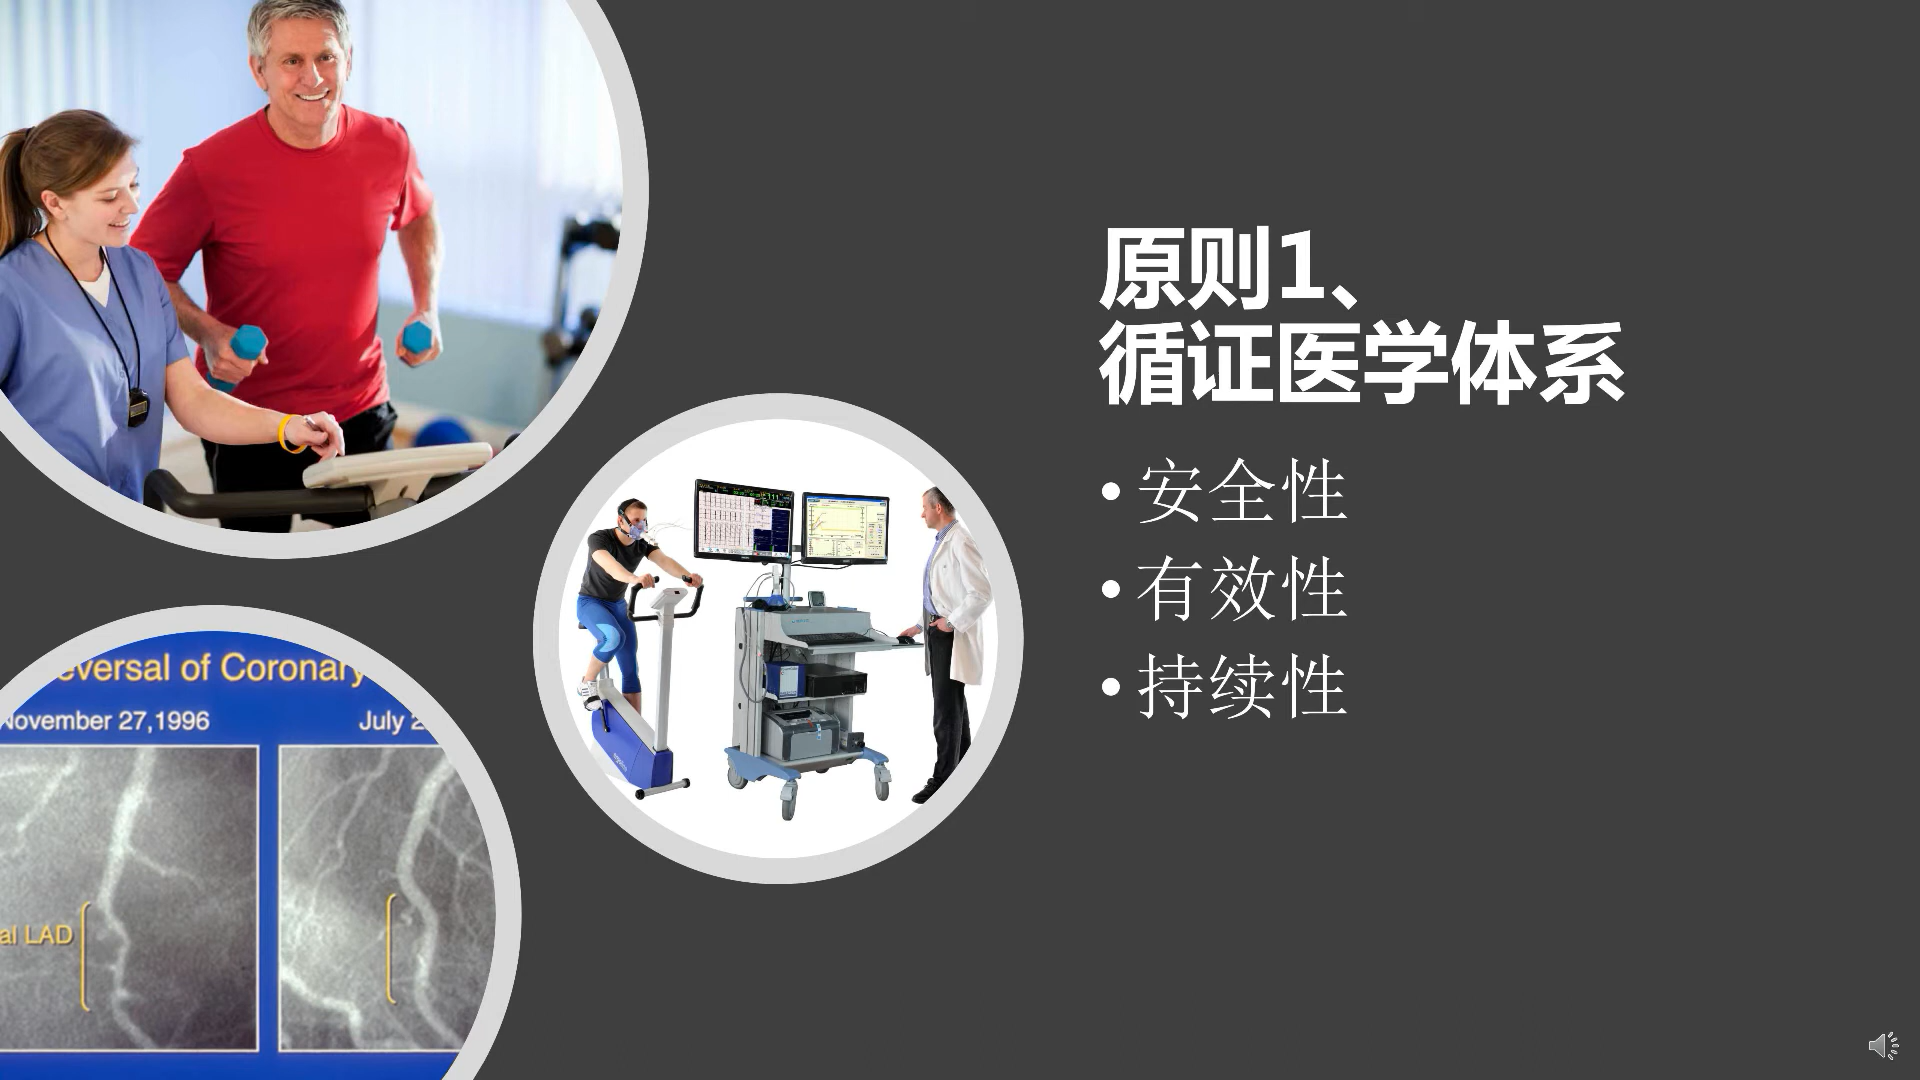 原则1、
循证医学体系
• 安全性
• 有效性
• 持续性
eversal of Coronary
November 27,1996
July 2
al LAD